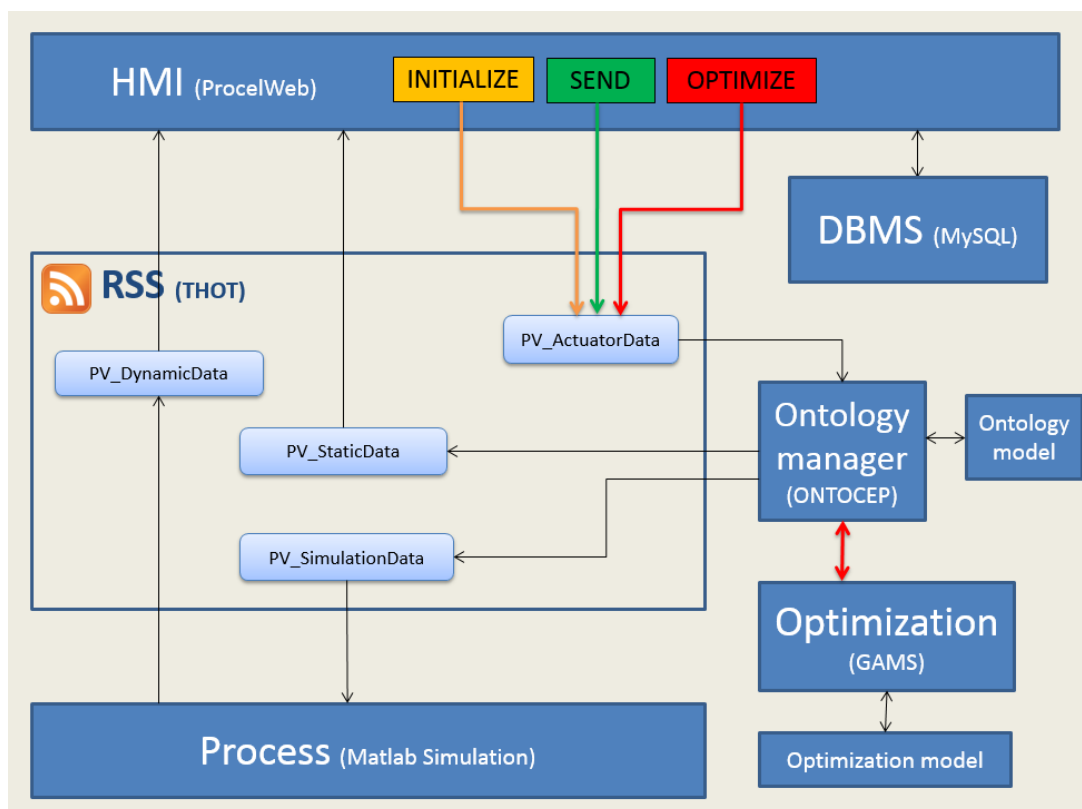 HMI (ProcelWeb)
INITIALIZE
SEND
OPTIMIZE
DBMS (MySQL)
RSS (THOT)
PV_ActuatorData
PV_DynamicData
PV_StaticData
PV_SimulationData
Ontology
manager
(ONTOCEP)
Ontology
model
Optimization
(GAMS)
Process (Matlab Simulation)
Optimization model